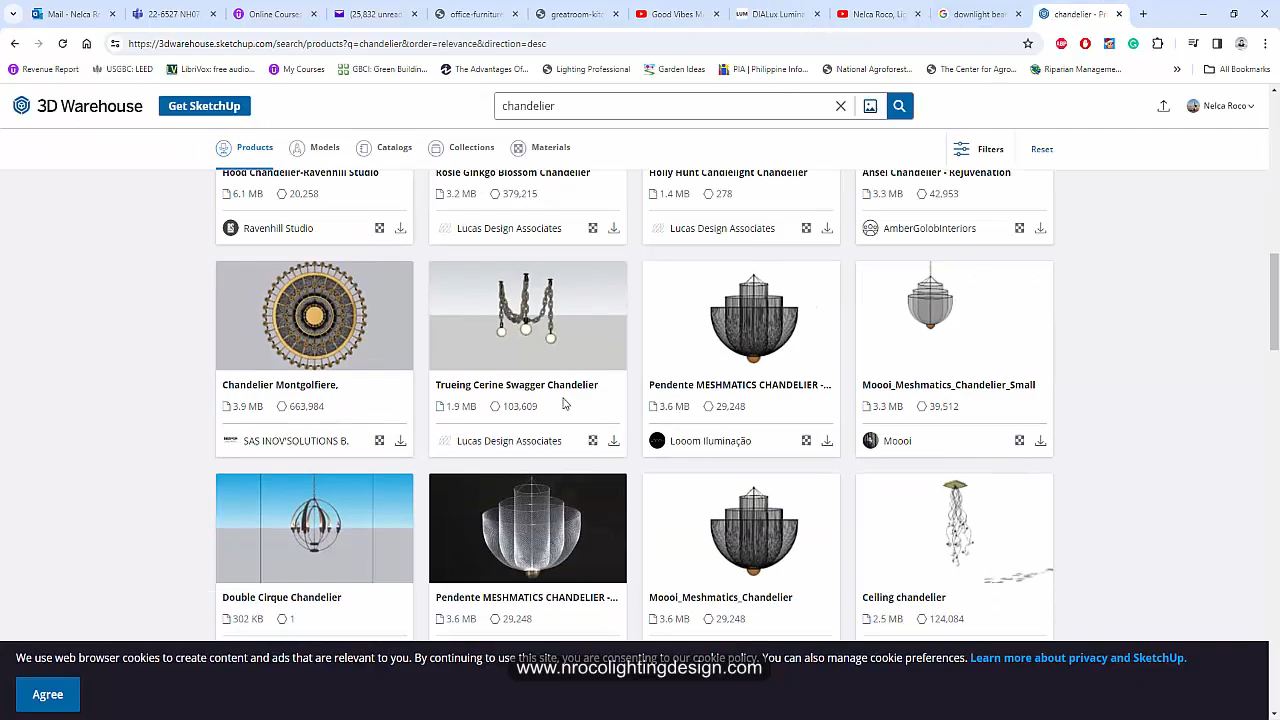 Mail - Nelca Ro
22-6527 NH07
Online Courses
(25,832 unread
office-furniture
greatroom-kitc
Good Vibes M
LUM DIALux Lumina
Nelca Roco, Lig
downlight bear
chandelier - Pr
https://3dwarehouse.sketchup.com/search/products?q=chandelier&order=relevance&direction=desc
Revenue Report
USGBC: LEED
LibriVox: free audio...
My Courses
GBCI: Green Buildin...
The Advantages Of...
Lighting Professional
Garden Ideas
PIA | Philippine Info...
National Agroforest...
The Center for Agro...
Riparian Manageme...
»
All Bookmarks
3D Warehouse
Get SketchUp
chandelier
Nelca Roco
Products
Models
Catalogs
Collections
Materials
Filters
Reset
Hood Chandelier-Ravenhill Studio
Rosie Ginkgo Blossom Chandelier
Holly Hunt Candlelight Chandelier
Ansel Chandelier - Rejuvenation
6.1 MB 20,258
3.2 MB 379,215
1.4 MB 278
3.3 MB 42,953
Ravenhill Studio
Lucas Design Associates
Lucas Design Associates
AmberGolobInteriors
Chandelier Montgolfiere,
Trueing Cerine Swagger Chandelier
Pendente MESHMATICS CHANDELIER -...
Moooi_Meshmatics_Chandelier_Small
3.9 MB 663,984
1.9 MB 103,609
3.6 MB 29,248
3.3 MB 39,512
SAS INOV'SOLUTIONS B.
Lucas Design Associates
Looom Iluminação
Moooi
Double Cirque Chandelier
Pendente MESHMATICS CHANDELIER -...
Moooi_Meshmatics_Chandelier
Ceiling chandelier
302 KB 1
3.6 MB 29,248
3.6 MB 29,248
2.5 MB 124,084
We use web browser cookies to create content and ads that are relevant to you. By continuing to use this site, you are consenting to our cookie policy. You can also manage cookie preferences. Learn more about privacy and SketchUp.
www.nrocolightingdesign.com
Agree